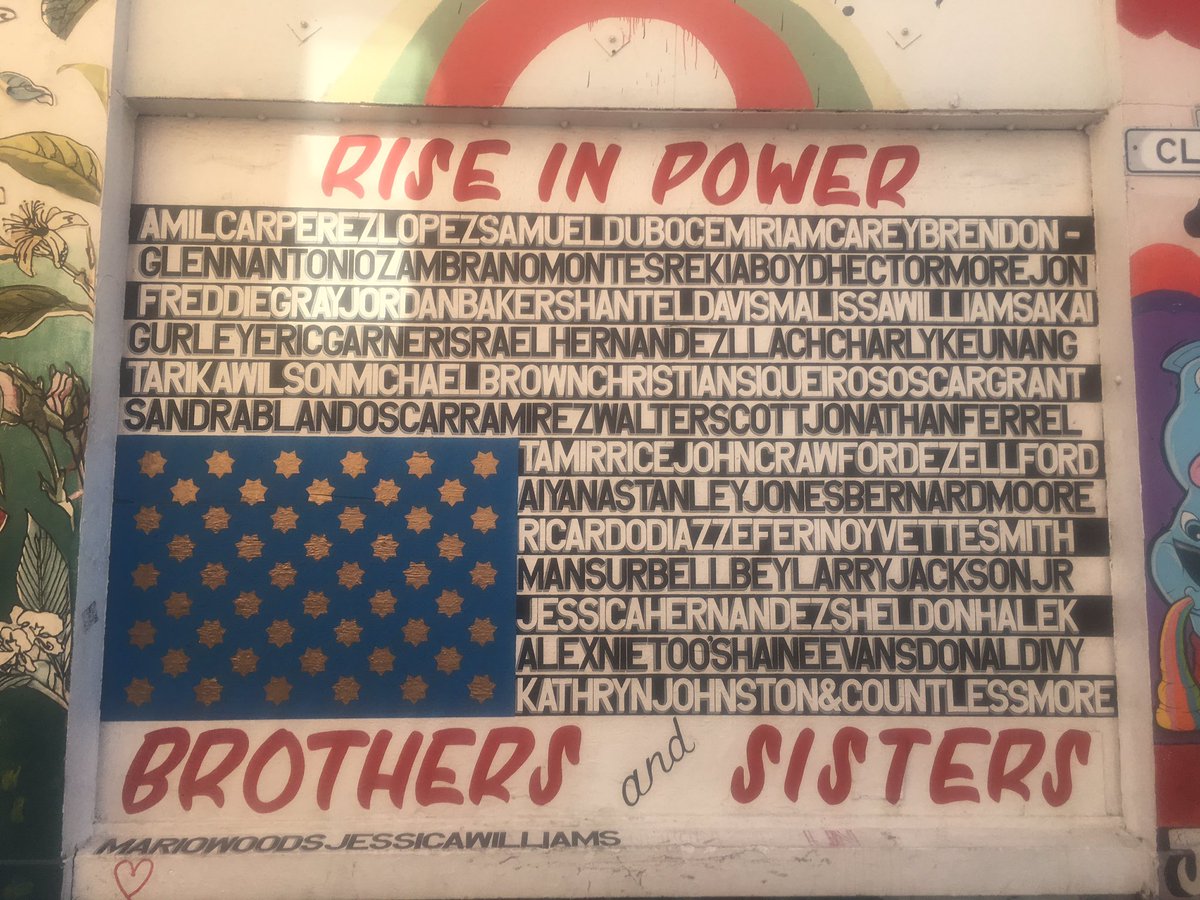 RISE IN POWER
AMILCARPEREZLOPEZSAMUELDUBOCEMIRIAMCAREYBRENDON-
GLENNANTONIOZAMBRANOMONTESREKIABOYDHECTORMOREJON
FREDDIEGRAYJORDANBAKERSHANTELDAVISMALISSAWILLIAMSAKAI
GURLEYERICGARNERISRAELHERNANDEZLLACHCHARLYKEUNANG
TARIKAWILSONMICHAELBROWNCHRISTIANSIQUEIROSOSCARGRANT
SANDRABLANDOSCARRAMIREZWALTERSCOTTJONATHANFERREL
TAMIRRICEJOHNCRAWFORDEZELLFORD
AIYANASTANLEYJONESBERNARDMOORE
RICARDODIAZZEFERINOYVETTESMITH
MANSURBELLBEYLARRYJACKSONJR
JESSICAHERNANDEZSHELDONHALEK
ALEXNIETOO'SHAINEEVANSDONALDIVY
KATHRYNJOHNSTON&COUNTLESSMORE
BROTHERS and SISTERS
MARIOWOODSJESSICAWILLIAMS
CL